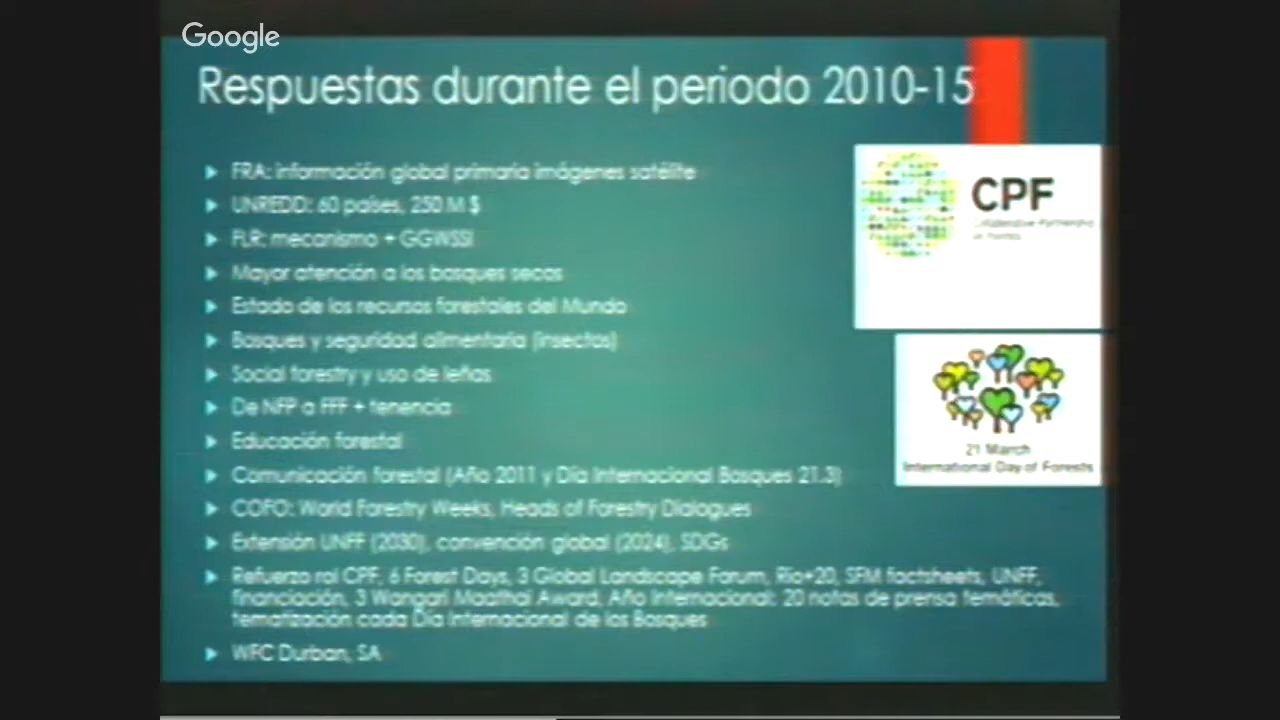 Google
Respuestas durante el periodo 2010-15
FRA: información global primaria imágenes satélite
UNREDD: 60 países, 250 M $
FLR: mecanismo + GGWSSI
Mayor atención a los bosques secos
Estado de los recursos forestales del Mundo
Bosques y seguridad alimentaria (insectos)
Social forestry y uso de leñas
De NFP a FFF + tenencia
Educación forestal
Comunicación forestal (Año 2011 y Día Internacional Bosques 21.3)
COFO: World Forestry Weeks, Heads of Forestry Dialogues
Extensión UNFF (2030), convención global (2024), SDGs
Refuerzo rol CPF, 6 Forest Days, 3 Global Landscape Forum, Rio+20, SFM factsheets, UNFF,
financiación, 3 Wangari Maathai Award, Año Internacional: 20 notas de prensa temáticas,
tematización cada Día Internacional de los Bosques
WFC Durban, SA
CPF
Collaborative Partnership
on Forests
21 March
International Day of Forests